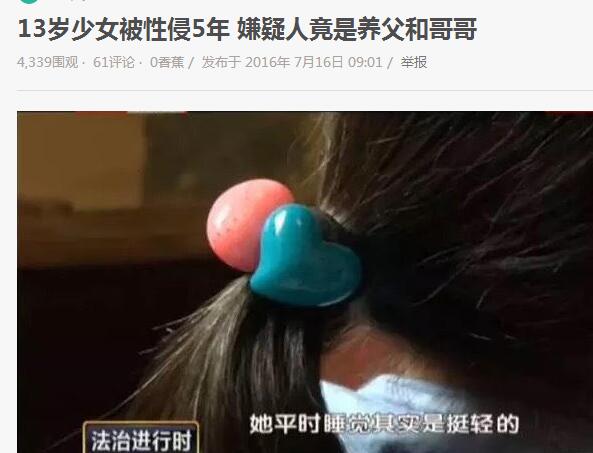 13岁少女被性侵5年 嫌疑人竟是养父和哥哥
4,339围观· 61评论· 0香蕉 / 发布于 2016年 7月16日 09:01 / 举报
她平时睡觉其实是挺轻的
法治进行时